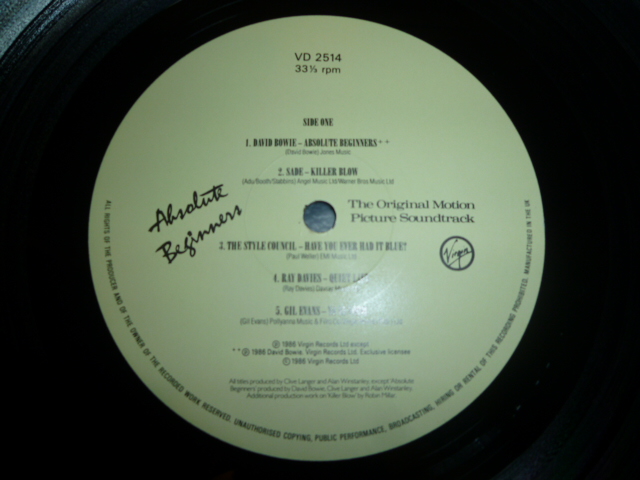 VD 2514
33⅓ rpm
SIDE ONE
1. DAVID BOWIE – ABSOLUTE BEGINNERS * *
(David Bowie) Jones Music
2. SADE – KILLER BLOW
(Adu/Booth/Stabbins) Angel Music Ltd/Warner Bros Music Ltd
Absolute
Beginners
The Original Motion
Picture Soundtrack
Virgin
3. THE STYLE COUNCIL – HAVE YOU EVER HAD IT BLUE?
(Paul Weller) EMI Music Ltd
4. RAY DAVIES – QUIET LIFE
(Ray Davies)
5. GIL EVANS –
(Gil Evans) Pollyanna Music &
℗ 1986 Virgin Records Ltd except
* * ℗ 1986 David Bowie. Virgin Records Ltd. Exclusive licensee
© 1986 Virgin Records Ltd
All titles produced by Clive Langer and Alan Winstanley except 'Absolute
Beginners' produced by David Bowie, Clive Langer and Alan Winstanley.
Additional production work on 'Killer Blow' by Robin Millar
ALL RIGHTS OF THE PRODUCER AND OF THE OWNER OF THE RECORDED WORK RESERVED. UNAUTHORISED COPYING, PUBLIC PERFORMANCE, BROADCASTING, HIRING OR RENTAL OF THIS RECORDING PROHIBITED. MANUFACTURED IN THE UK